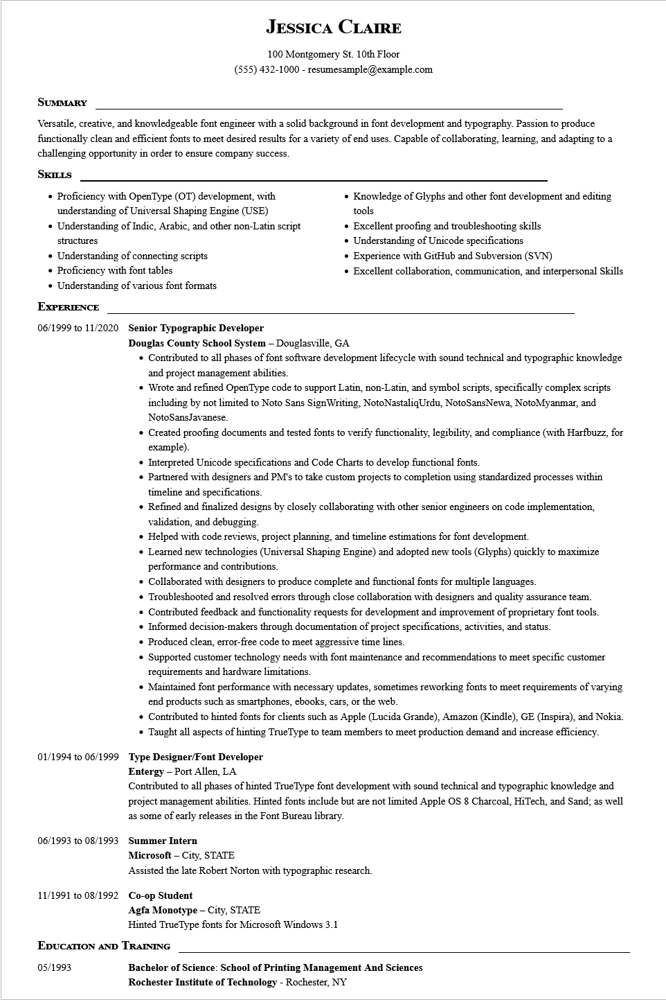 Jessica Claire
100 Montgomery St. 10th Floor
(555) 432-1000 - resumesample@example.com
Summary
Versatile, creative, and knowledgeable font engineer with a solid background in font development and typography. Passion to produce
functionally clean and efficient fonts to meet desired results for a variety of end uses. Capable of collaborating, learning, and adapting to a
challenging opportunity in order to ensure company success.
Skills
• Proficiency with OpenType (OT) development, with
understanding of Universal Shaping Engine (USE)
• Understanding of Indic, Arabic, and other non-Latin script
structures
• Understanding of connecting scripts
• Proficiency with font tables
• Understanding of various font formats
• Knowledge of Glyphs and other font development and editing
tools
• Excellent proofing and troubleshooting skills
• Understanding of Unicode specifications
• Experience with GitHub and Subversion (SVN)
• Excellent collaboration, communication, and interpersonal Skills
Experience
06/1999 to 11/2020 Senior Typographic Developer
Douglas County School System – Douglasville, GA
• Contributed to all phases of font software development lifecycle with sound technical and typographic knowledge
and project management abilities.
• Wrote and refined OpenType code to support Latin, non-Latin, and symbol scripts, specifically complex scripts
including by not limited to Noto Sans SignWriting, NotoNastaliqUrdu, NotoSansNewa, NotoMyanmar, and
NotoSansJavanese.
• Created proofing documents and tested fonts to verify functionality, legibility, and compliance (with Harfbuzz, for
example).
• Interpreted Unicode specifications and Code Charts to develop functional fonts.
• Partnered with designers and PM's to take custom projects to completion using standardized processes within
timeline and specifications.
• Refined and finalized designs by closely collaborating with other senior engineers on code implementation,
validation, and debugging.
• Helped with code reviews, project planning, and timeline estimations for font development.
• Learned new technologies (Universal Shaping Engine) and adopted new tools (Glyphs) quickly to maximize
performance and contributions.
• Collaborated with designers to produce complete and functional fonts for multiple languages.
• Troubleshooted and resolved errors through close collaboration with designers and quality assurance team.
• Contributed feedback and functionality requests for development and improvement of proprietary font tools.
• Informed decision-makers through documentation of project specifications, activities, and status.
• Produced clean, error-free code to meet aggressive time lines.
• Supported customer technology needs with font maintenance and recommendations to meet specific customer
requirements and hardware limitations.
• Maintained font performance with necessary updates, sometimes reworking fonts to meet requirements of varying
end products such as smartphones, ebooks, cars, or the web.
• Contributed to hinted fonts for clients such as Apple (Lucida Grande), Amazon (Kindle), GE (Inspira), and Nokia.
• Taught all aspects of hinting TrueType to team members to meet production demand and increase efficiency.
01/1994 to 06/1999 Type Designer/Font Developer
Entergy – Port Allen, LA
Contributed to all phases of hinted TrueType font development with sound technical and typographic knowledge and
project management abilities. Hinted fonts include but are not limited Apple OS 8 Charcoal, HiTech, and Sand; as well
as some of early releases in the Font Bureau library.
06/1993 to 08/1993 Summer Intern
Microsoft – City, STATE
Assisted the late Robert Norton with typographic research.
11/1991 to 08/1992 Co-op Student
Agfa Monotype – City, STATE
Hinted TrueType fonts for Microsoft Windows 3.1
Education and Training
05/1993 Bachelor of Science: School of Printing Management And Sciences
Rochester Institute of Technology - Rochester, NY